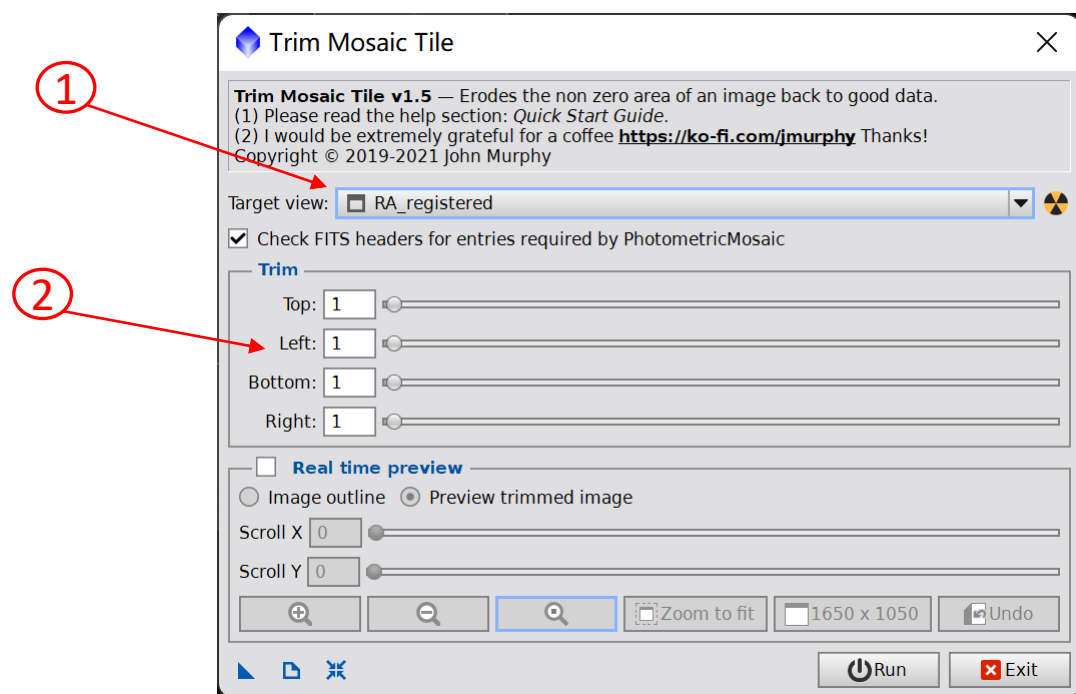 Trim Mosaic Tile
1
Trim Mosaic Tile v1.5 — Erodes the non zero area of an image back to good data.
(1) Please read the help section: Quick Start Guide.
(2) I would be extremely grateful for a coffee https://ko-fi.com/jmurphy Thanks!
Copyright © 2019-2021 John Murphy
Target view: RA_registered
Check FITS headers for entries required by PhotometricMosaic
Trim
2
Top: 1
Left: 1
Bottom: 1
Right: 1
Real time preview
Image outline Preview trimmed image
Scroll X 0
Scroll Y 0
Zoom to fit 1650 x 1050 Undo
Run Exit